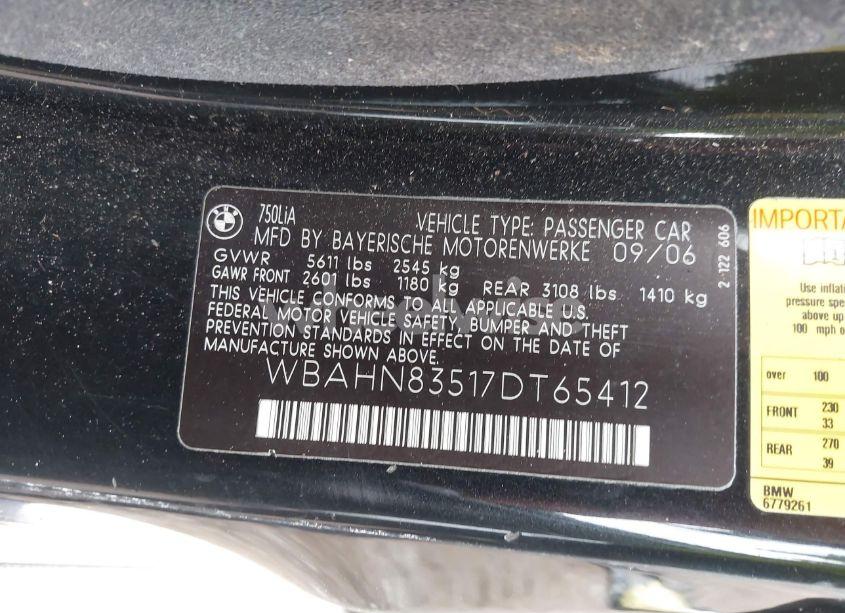 750LiA
VEHICLE TYPE: PASSENGER CAR
MFD BY BAYERISCHE MOTORENWERKE 09/06
GVWR 5611 lbs 2545 kg
GAWR FRONT 2601 lbs 1180 kg REAR 3108 lbs 1410 kg
THIS VEHICLE CONFORMS TO ALL APPLICABLE U.S.
FEDERAL MOTOR VEHICLE SAFETY, BUMPER AND THEFT
PREVENTION STANDARDS IN EFFECT ON THE DATE OF
MANUFACTURE SHOWN ABOVE.
WBAHN83517DT65412
2-122 606
IMPORTA
Use inflat
pressure spe
above up
100 mph o
over 100
FRONT 230
33
REAR 270
39
BMW
6779261